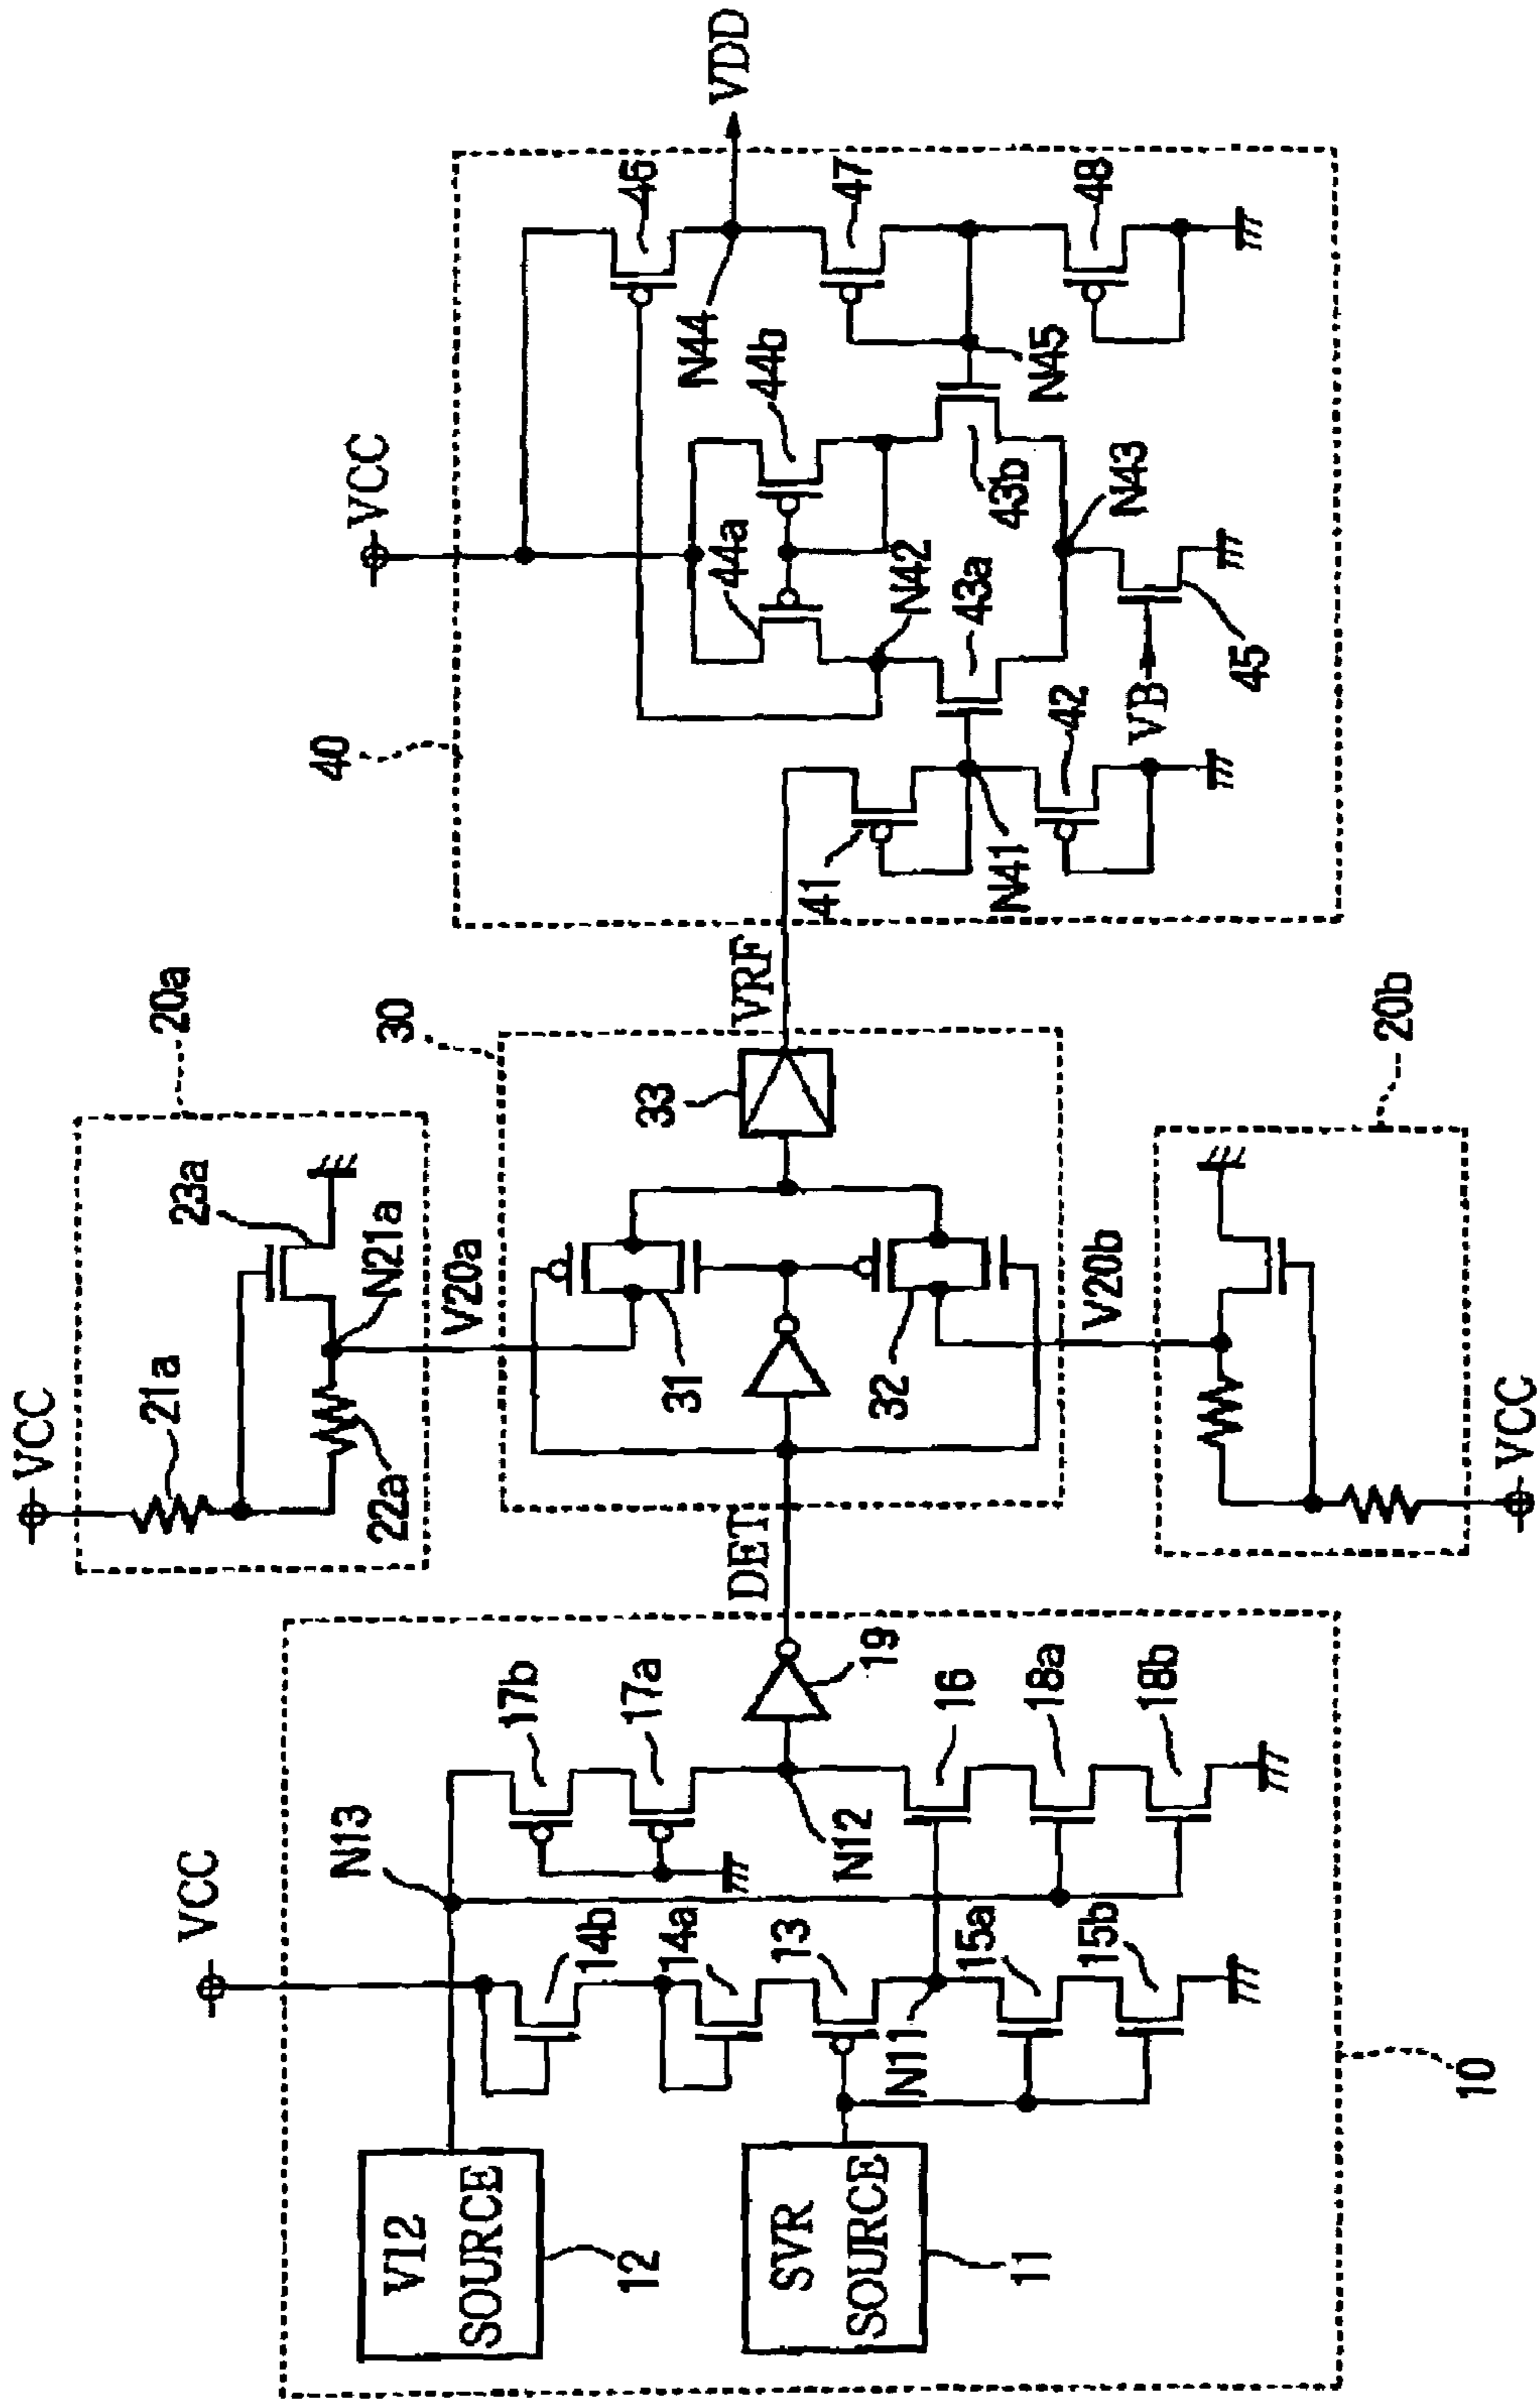 VCC
20a
21a
23a
22a
N21a
V20a
30
33
31
32
VRF
V20b
20b
VCC
VCC
N13
17b
17a
DET
19
N12
16
18a
18b
14b
14a
13
N11
15a
15b
V12
SOURCE
12
SVR
SOURCE
11
10
VCC
40
46
VDD
N44
47
48
44b
44a
N42
43b
43a
N45
N43
41
N41
42
VB
45